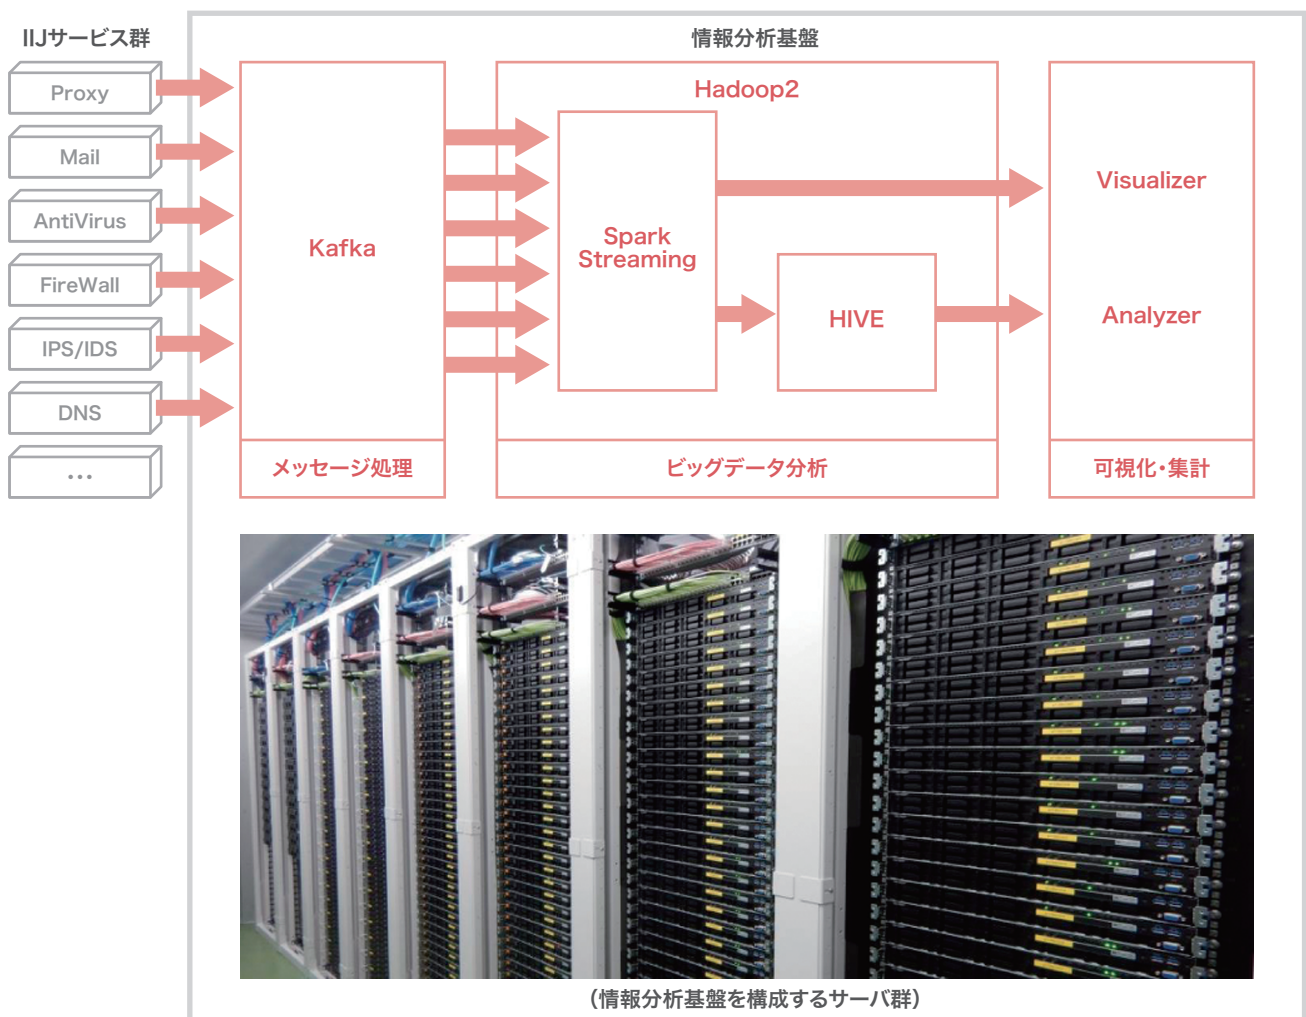 IIJサービス群
Proxy
Mail
AntiVirus
FireWall
IPS/IDS
DNS
...
情報分析基盤
Kafka
メッセージ処理
Hadoop2
Spark
Streaming
HIVE
ビッグデータ分析
Visualizer
Analyzer
可視化・集計
(情報分析基盤を構成するサーバ群)